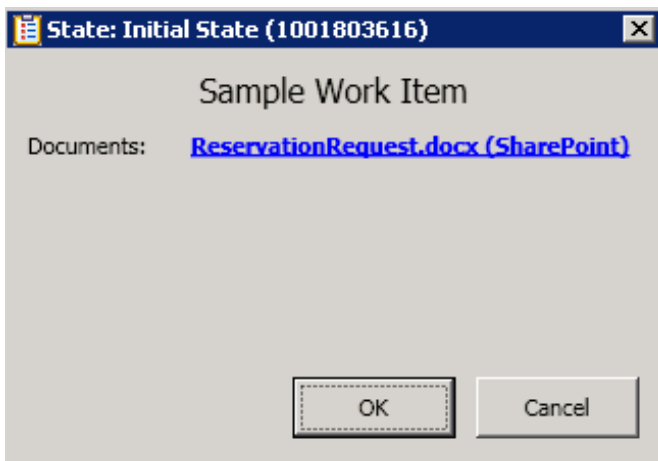 State: Initial State (1001803616)
Sample Work Item
Documents: ReservationRequest.docx (SharePoint)
OK Cancel